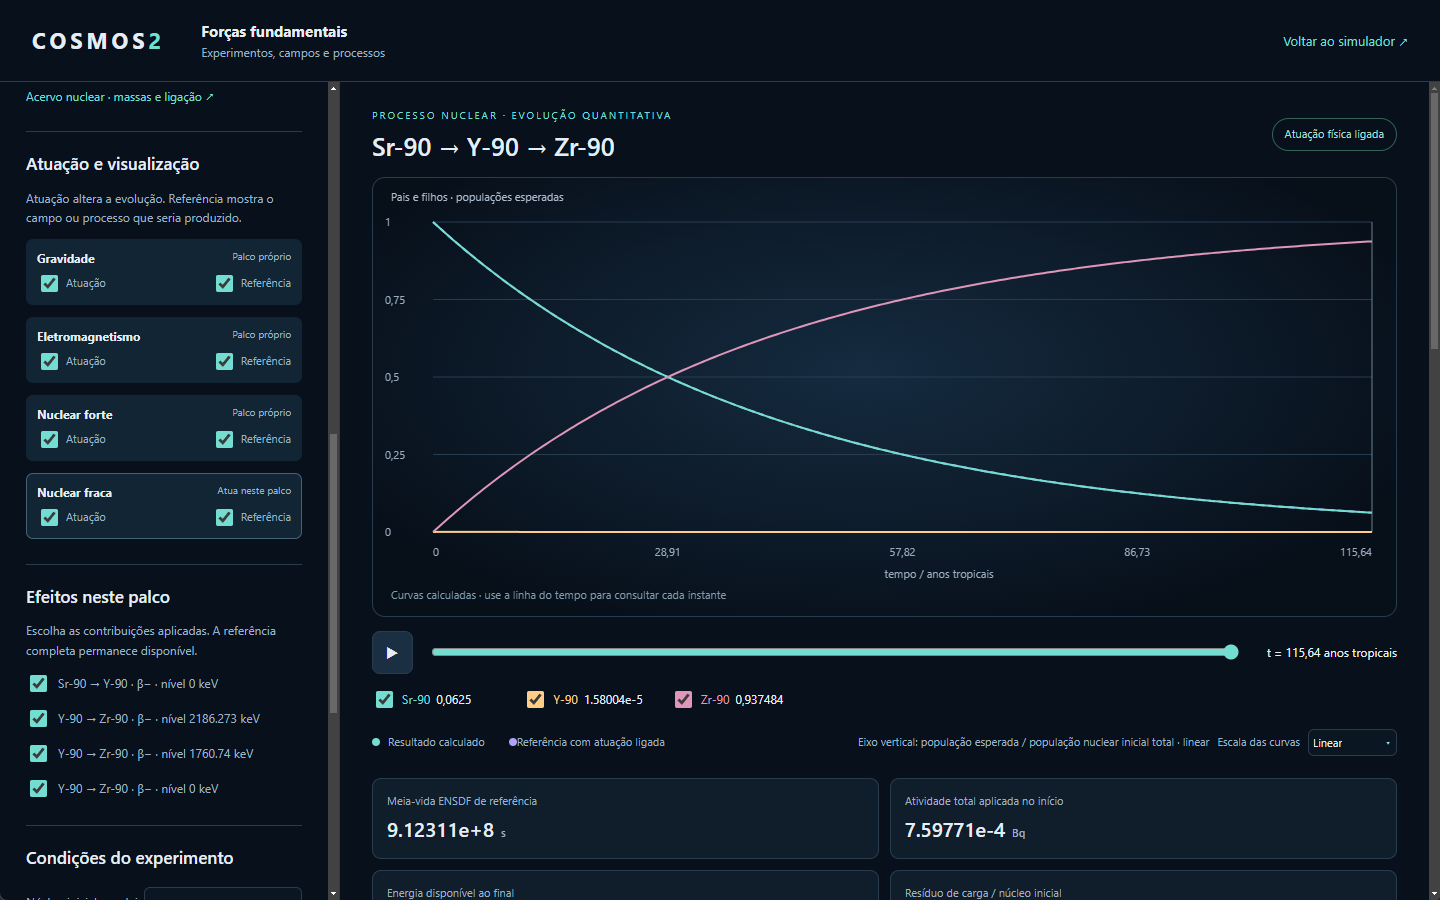 COSMOS2
Forças fundamentais
Experimentos, campos e processos
Voltar ao simulador ↗
Acervo nuclear · massas e ligação ↗
Atuação e visualização
Atuação altera a evolução. Referência mostra o
campo ou processo que seria produzido.
Gravidade
Palco próprio
Atuação
Referência
Eletromagnetismo
Palco próprio
Atuação
Referência
Nuclear forte
Palco próprio
Atuação
Referência
Nuclear fraca
Atua neste palco
Atuação
Referência
Efeitos neste palco
Escolha as contribuições aplicadas. A referência
completa permanece disponível.
Sr-90 → Y-90 · β− · nível 0 keV
Y-90 → Zr-90 · β− · nível 2186.273 keV
Y-90 → Zr-90 · β− · nível 1760.74 keV
Y-90 → Zr-90 · β− · nível 0 keV
Condições do experimento
PROCESSO NUCLEAR · EVOLUÇÃO QUANTITATIVA
Sr-90 → Y-90 → Zr-90
Atuação física ligada
Pais e filhos · populações esperadas
1
0,75
0,5
0,25
0
0
28,91
57,82
86,73
115,64
tempo / anos tropicais
Curvas calculadas · use a linha do tempo para consultar cada instante
t = 115,64 anos tropicais
Sr-90 0,0625
Y-90 1.58004e-5
Zr-90 0,937484
Resultado calculado
Referência com atuação ligada
Eixo vertical: população esperada / população nuclear inicial total · linear
Escala das curvas
Linear
Meia-vida ENSDF de referência
9.12311e+8 s
Atividade total aplicada no início
7.59771e-4 Bq
Energia disponível ao final
Resíduo de carga / núcleo inicial